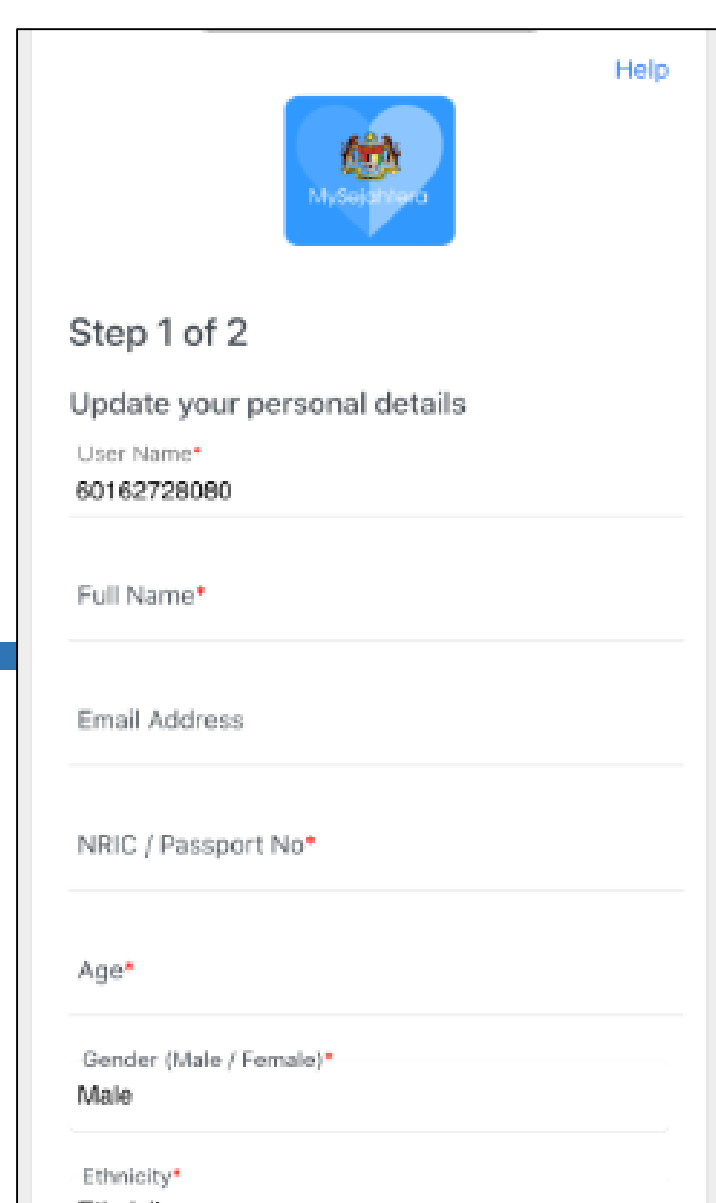 Help
MySejahtera
Step 1 of 2
Update your personal details
User Name*
60162728080
Full Name*
Email Address
NRIC / Passport No*
Age*
Gender (Male / Female)*
Male
Ethnicity*